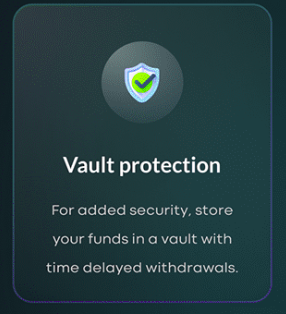 Vault protection
For added security, store
your funds in a vault with
time delayed withdrawals.